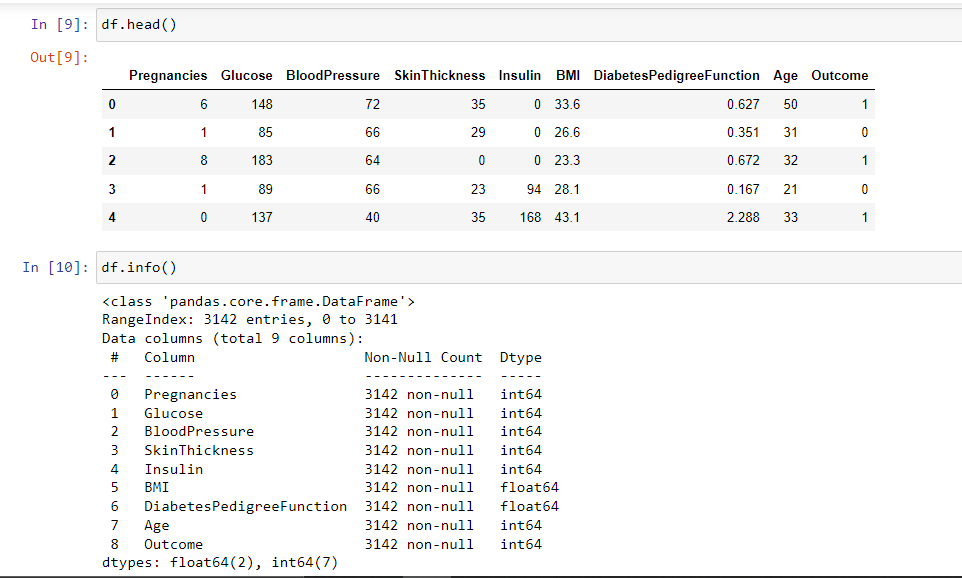 In [9]: df.head()
Out[9]:
Pregnancies Glucose BloodPressure SkinThickness Insulin BMI DiabetesPedigreeFunction Age Outcome
0 6 148 72 35 0 33.6 0.627 50 1
1 1 85 66 29 0 26.6 0.351 31 0
2 8 183 64 0 0 23.3 0.672 32 1
3 1 89 66 23 94 28.1 0.167 21 0
4 0 137 40 35 168 43.1 2.288 33 1
In [10]: df.info()
<class 'pandas.core.frame.DataFrame'>
RangeIndex: 3142 entries, 0 to 3141
Data columns (total 9 columns):
# Column Non-Null Count Dtype
--- ------ -------------- -----
0 Pregnancies 3142 non-null int64
1 Glucose 3142 non-null int64
2 BloodPressure 3142 non-null int64
3 SkinThickness 3142 non-null int64
4 Insulin 3142 non-null int64
5 BMI 3142 non-null float64
6 DiabetesPedigreeFunction 3142 non-null float64
7 Age 3142 non-null int64
8 Outcome 3142 non-null int64
dtypes: float64(2), int64(7)